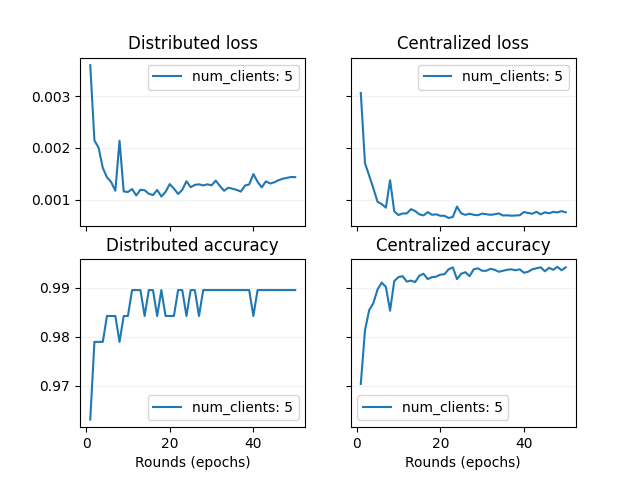 Distributed loss
Centralized loss
num_clients: 5
num_clients: 5
0.003
0.002
0.001
Distributed accuracy
Centralized accuracy
0.99
0.98
0.97
num_clients: 5
num_clients: 5
0
20
40
0
20
40
Rounds (epochs)
Rounds (epochs)